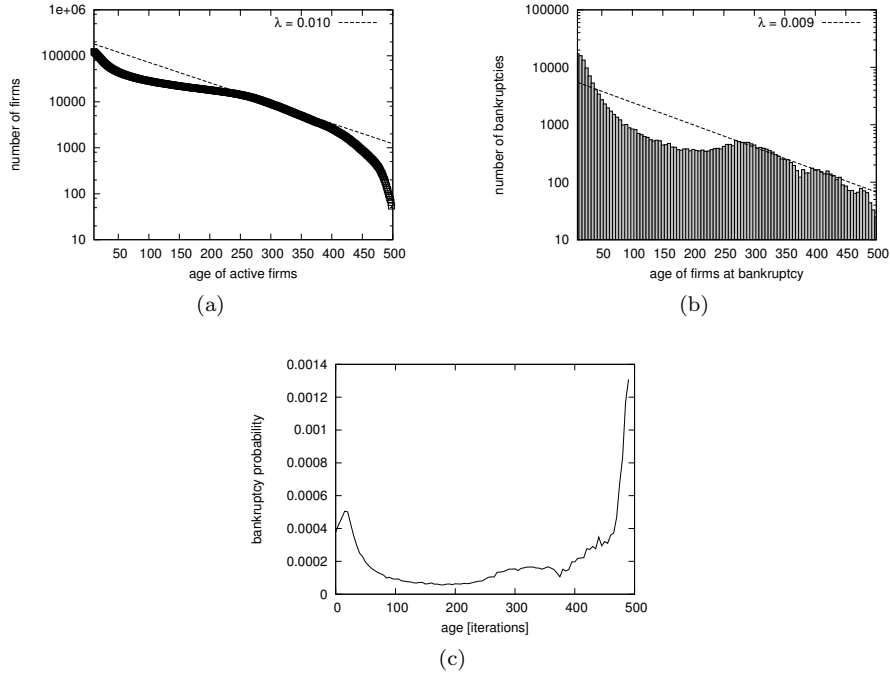 1e+06
100000
10000
1000
100
10
number of firms
λ = 0.010
50 100 150 200 250 300 350 400 450 500
age of active firms
(a)
100000
10000
1000
100
10
number of bankruptcies
λ = 0.009
50 100 150 200 250 300 350 400 450 500
age of firms at bankruptcy
(b)
0.0014
0.0012
0.001
0.0008
0.0006
0.0004
0.0002
0
bankruptcy probability
0 100 200 300 400 500
age [iterations]
(c)